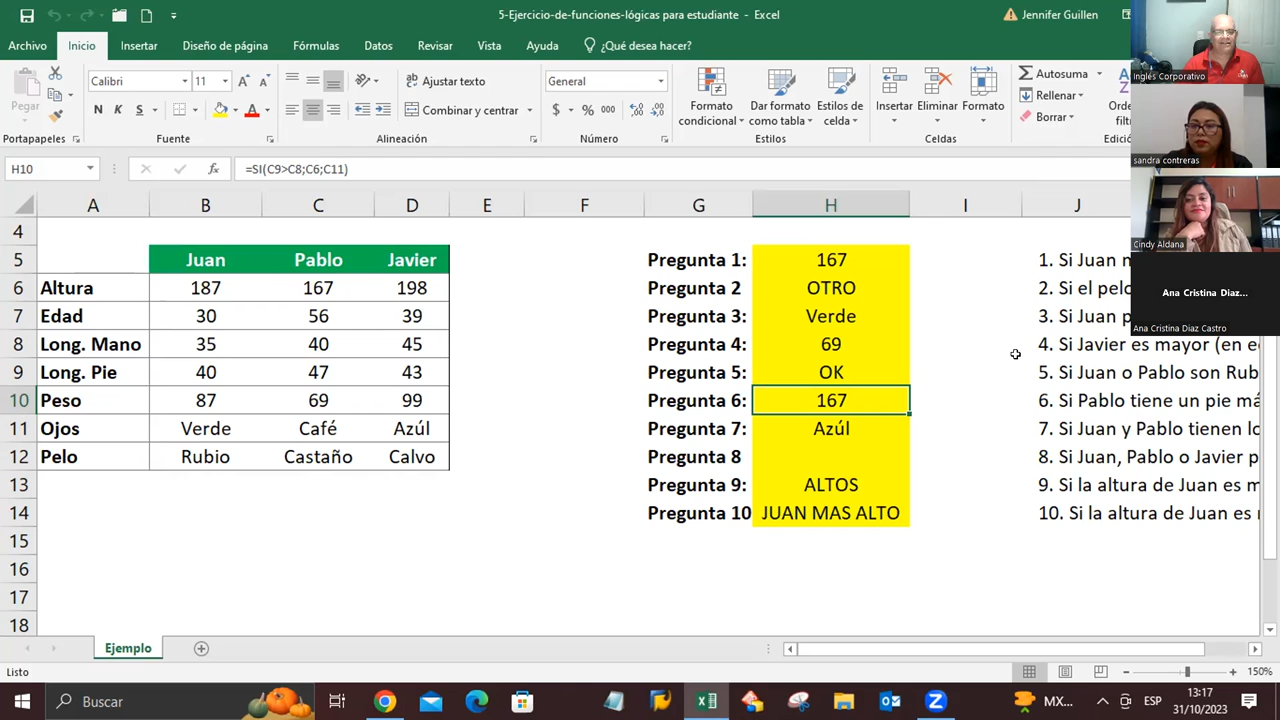 5-Ejercicio-de-funciones-lógicas para estudiante - Excel
Jennifer Guillen
Archivo Inicio Insertar Diseño de página Fórmulas Datos Revisar Vista Ayuda ¿Qué desea hacer?
Pegar
Calibri 11
N K S
Ajustar texto
Combinar y centrar
General
$ % 000
Formato condicional
Dar formato como tabla
Estilos de celda
Insertar
Eliminar
Formato
Autosuma
Rellenar
Borrar
Portapapeles Fuente Alineación Número Estilos Celdas
Inglés Corporativo
sandra contreras
Cindy Aldana
Ana Cristina Diaz...
Ana Cristina Diaz Castro
H10 fx =SI(C9>C8;C6;C11)
A B C D E F G H I J
4
5 Juan Pablo Javier Pregunta 1: 167 1. Si Juan
6 Altura 187 167 198 Pregunta 2 OTRO 2. Si el pelo
7 Edad 30 56 39 Pregunta 3: Verde 3. Si Juan
8 Long. Mano 35 40 45 Pregunta 4: 69 4. Si Javier es mayor (en
9 Long. Pie 40 47 43 Pregunta 5: OK 5. Si Juan o Pablo son Rub
10 Peso 87 69 99 Pregunta 6: 167 6. Si Pablo tiene un pie má
11 Ojos Verde Café Azúl Pregunta 7: Azúl 7. Si Juan y Pablo tienen
12 Pelo Rubio Castaño Calvo Pregunta 8 8. Si Juan, Pablo o Javier
13 Pregunta 9: ALTOS 9. Si la altura de Juan es
14 Pregunta 10 JUAN MAS ALTO 10. Si la altura de Juan es
15
16
17
18
Ejemplo
Listo
150%
Buscar
MX...
ESP
13:17
31/10/2023